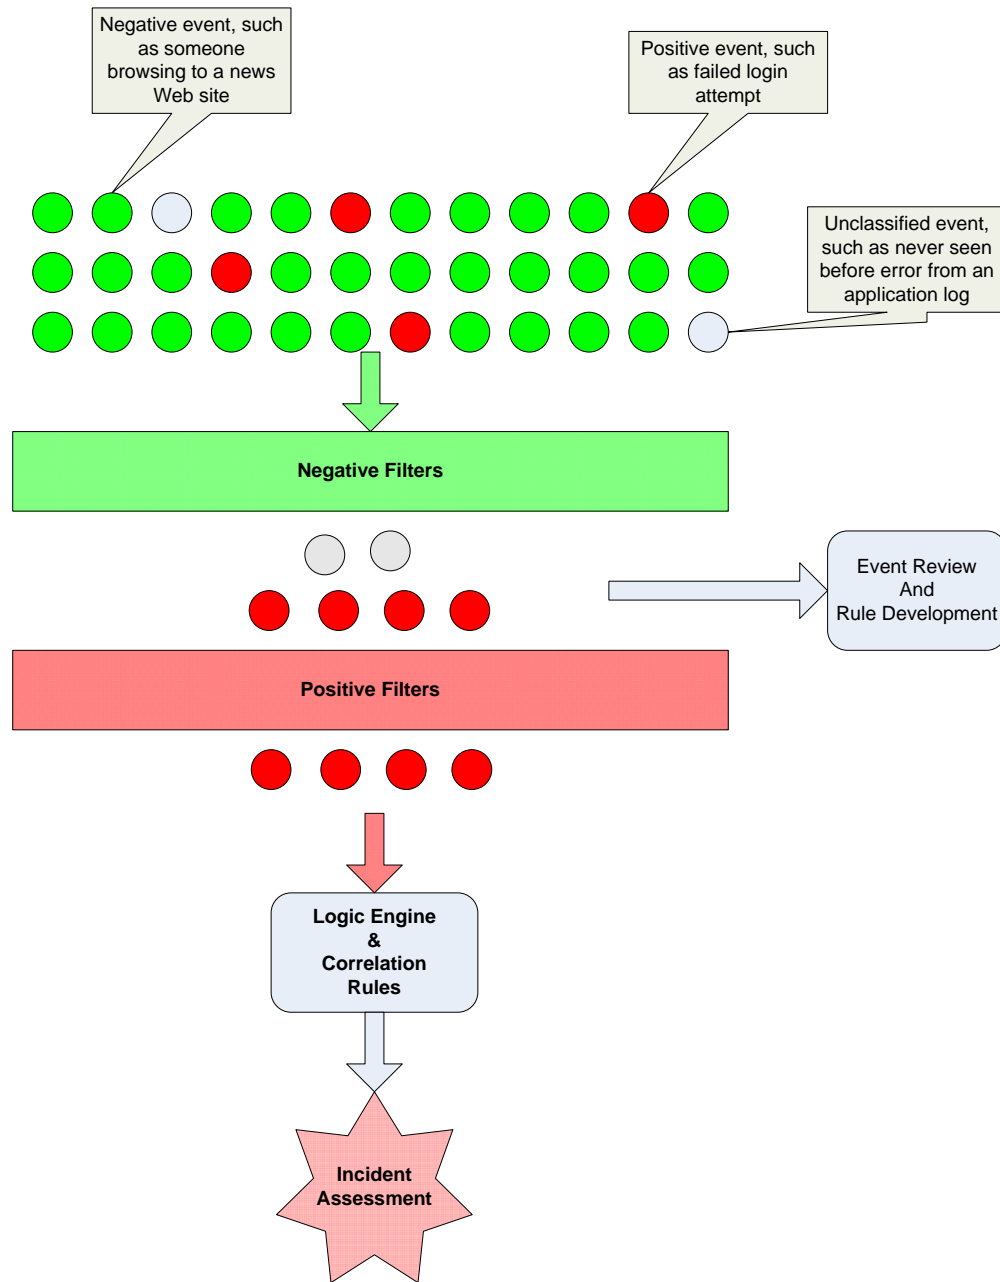 Negative event, such
as someone
browsing to a news
Web site
Positive event, such
as failed login
attempt
Unclassified event,
such as never seen
before error from an
application log
Negative Filters
Event Review
And
Rule Development
Positive Filters
Logic Engine
&
Correlation
Rules
Incident
Assessment